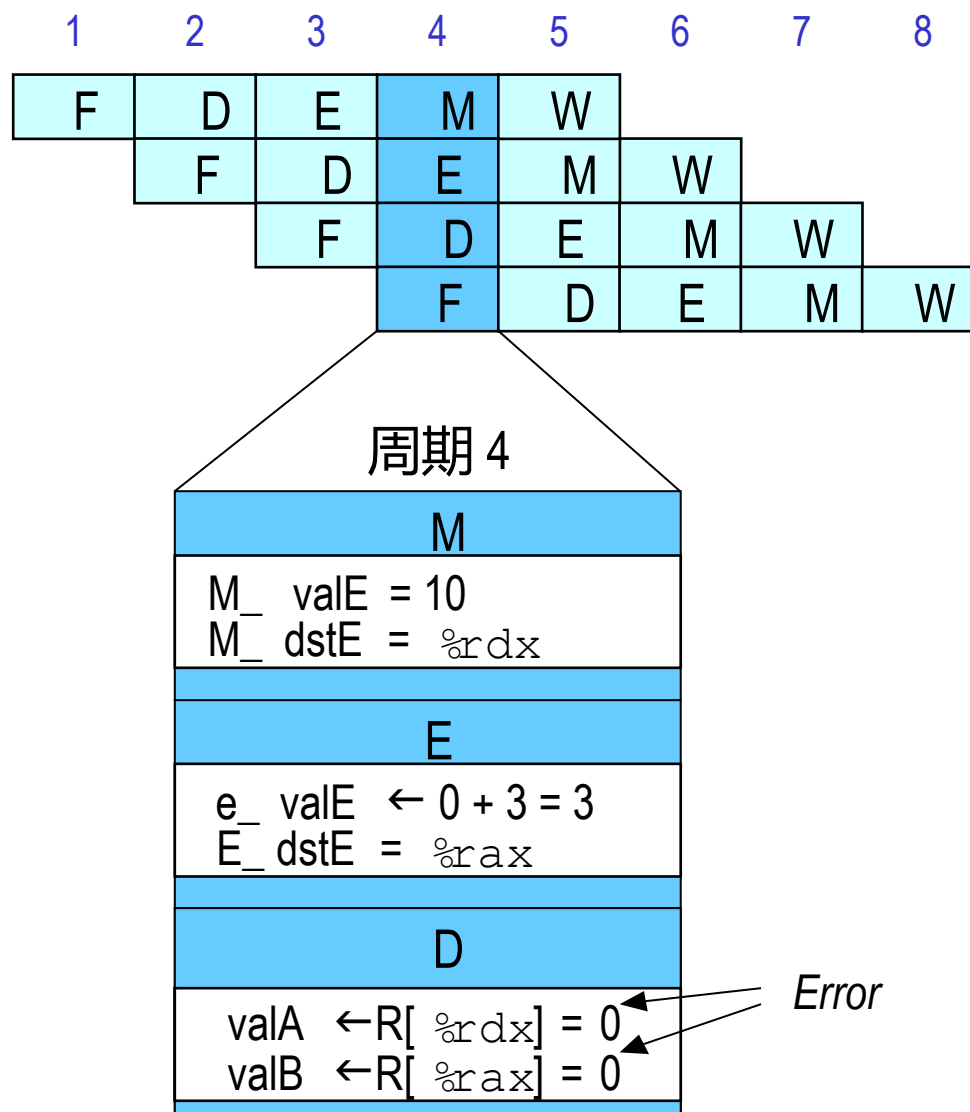 1 2 3 4 5 6 7 8
F D E M W
F D E M W
F D E M W
F D E M W
周期 4
M
M_ valE = 10
M_ dstE = %rdx
E
e_ valE ← 0 + 3 = 3
E_ dstE = %rax
D
valA ←R[ %rdx] = 0
valB ←R[ %rax] = 0
Error